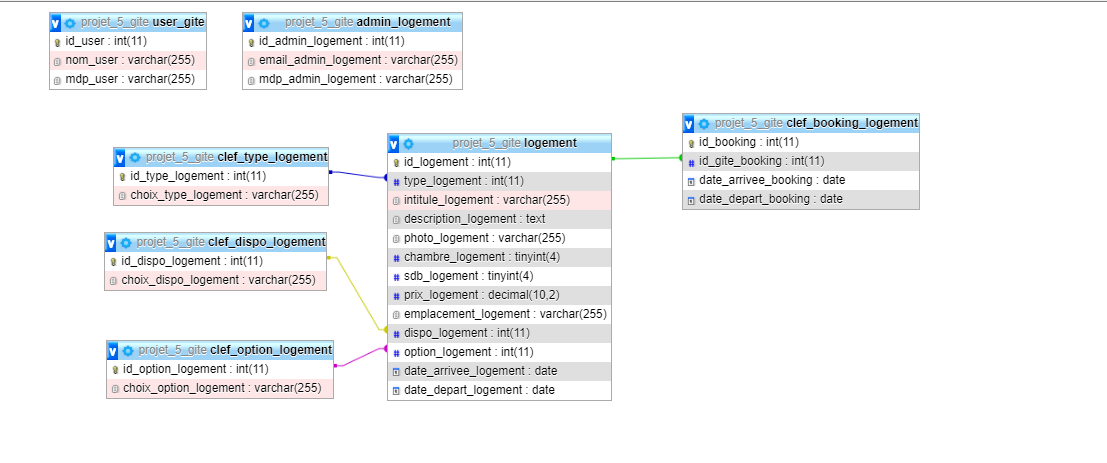 projet_5_gite user_gite
id_user : int(11)
nom_user : varchar(255)
mdp_user : varchar(255)
projet_5_gite admin_logement
id_admin_logement : int(11)
email_admin_logement : varchar(255)
mdp_admin_logement : varchar(255)
projet_5_gite clef_type_logement
id_type_logement : int(11)
choix_type_logement : varchar(255)
projet_5_gite clef_dispo_logement
id_dispo_logement : int(11)
choix_dispo_logement : varchar(255)
projet_5_gite clef_option_logement
id_option_logement : int(11)
choix_option_logement : varchar(255)
projet_5_gite logement
id_logement : int(11)
type_logement : int(11)
intitule_logement : varchar(255)
description_logement : text
photo_logement : varchar(255)
chambre_logement : tinyint(4)
sdb_logement : tinyint(4)
prix_logement : decimal(10,2)
emplacement_logement : varchar(255)
dispo_logement : int(11)
option_logement : int(11)
date_arrivee_logement : date
date_depart_logement : date
projet_5_gite clef_booking_logement
id_booking : int(11)
id_gite_booking : int(11)
date_arrivee_booking : date
date_depart_booking : date